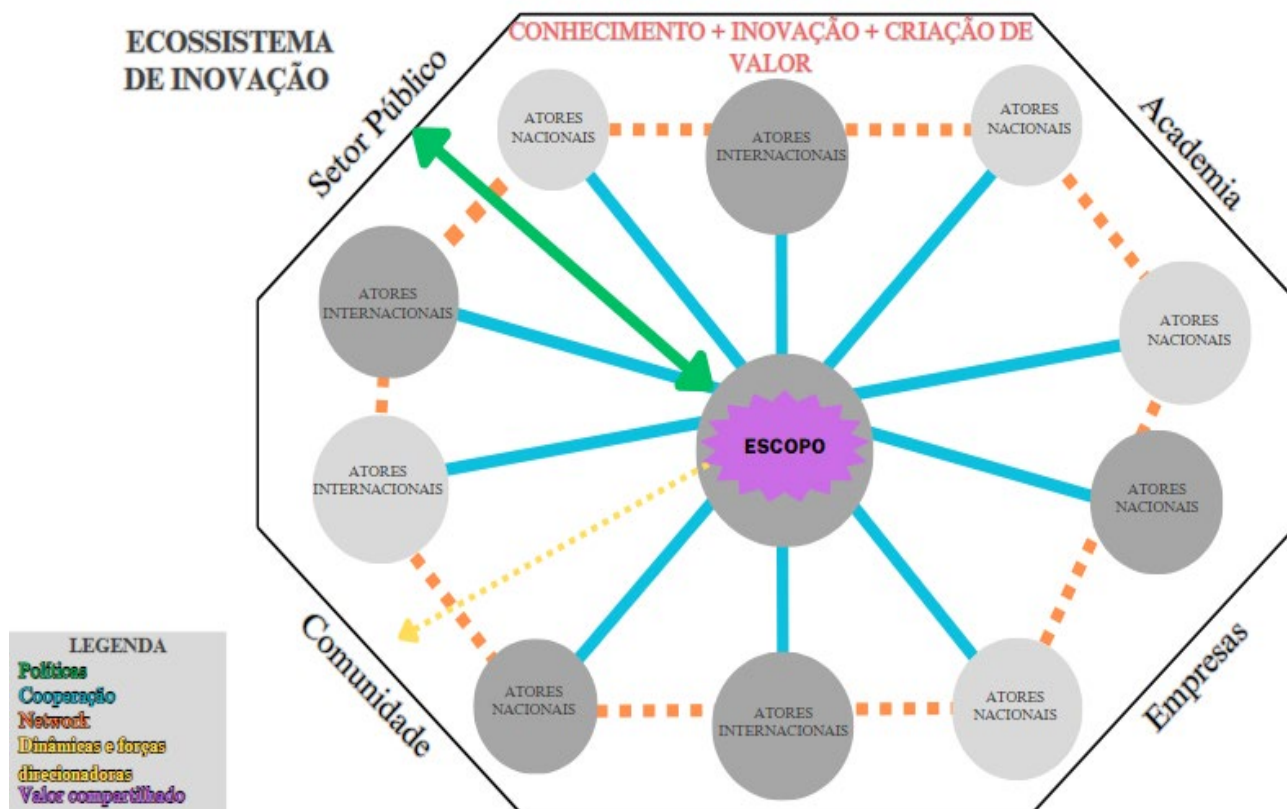 ECOSSISTEMA
DE INOVAÇÃO
CONHECIMENTO + INOVAÇÃO + CRIAÇÃO DE
VALOR
Setor Público
Academia
ATORES
NACIONAIS
ATORES
INTERNACIONAIS
ATORES
NACIONAIS
ATORES
INTERNACIONAIS
ATORES
NACIONAIS
ESCOPO
ATORES
INTERNACIONAIS
ATORES
NACIONAIS
ATORES
NACIONAIS
ATORES
INTERNACIONAIS
ATORES
NACIONAIS
Comunidade
Empresas
LEGENDA
Políticas
Cooparação
Network
Dinâmicas e forças
direcionadoras
Valor compartilhado